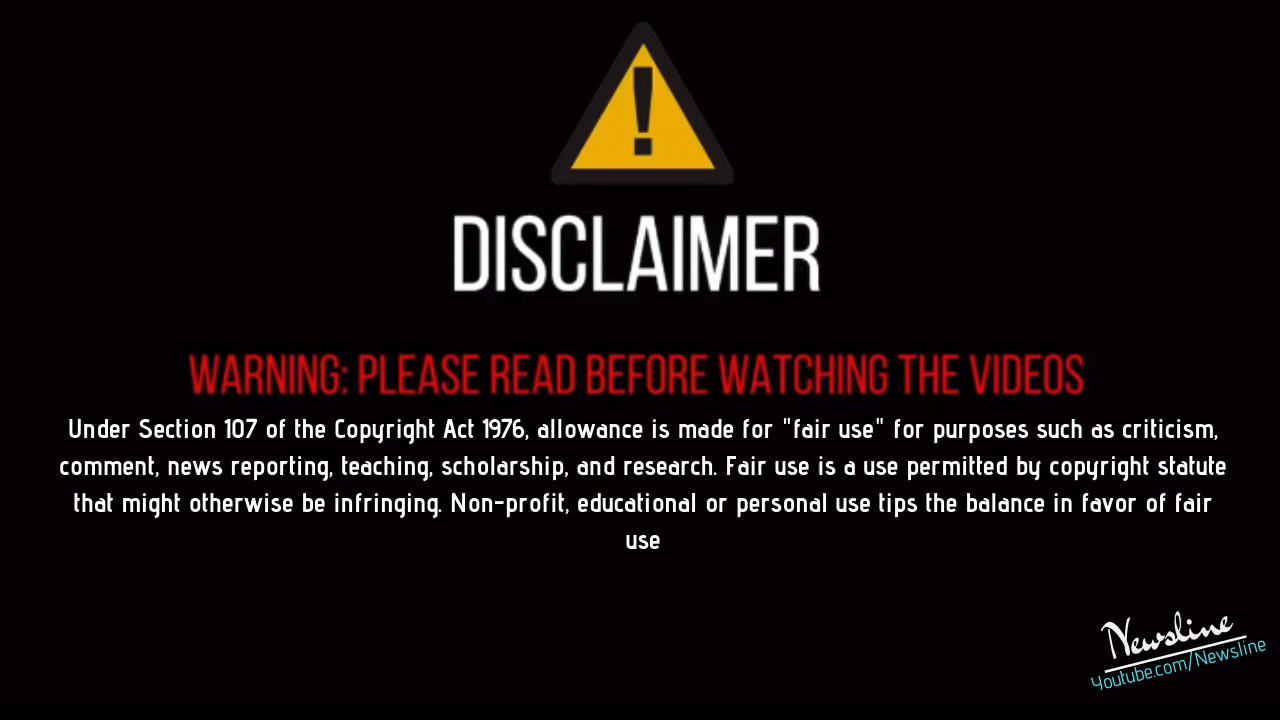 DISCLAIMER
WARNING: PLEASE READ BEFORE WATCHING THE VIDEOS
Under Section 107 of the Copyright Act 1976, allowance is made for "fair use" for purposes such as criticism,
comment, news reporting, teaching, scholarship, and research. Fair use is a use permitted by copyright statute
that might otherwise be infringing. Non-profit, educational or personal use tips the balance in favor of fair
use
Newsline
Youtube.com/Newsline